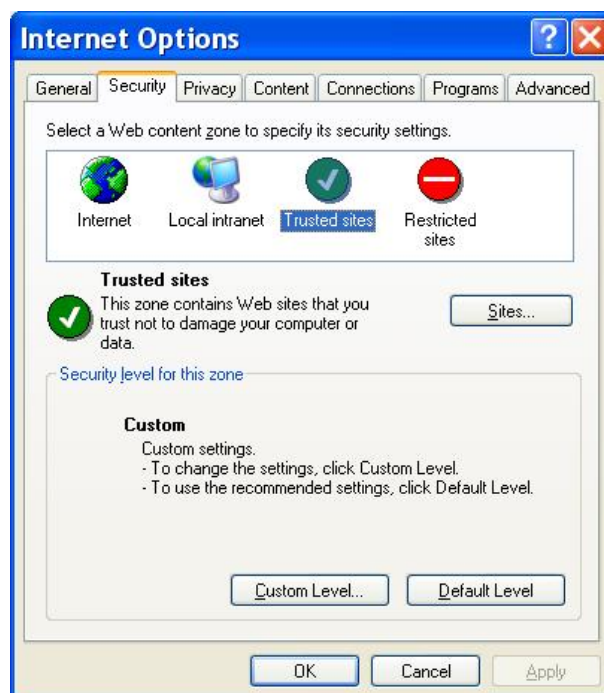 Internet Options
?
General Security Privacy Content Connections Programs Advanced
Select a Web content zone to specify its security settings.
Internet Local intranet Trusted sites Restricted
sites
Trusted sites
This zone contains Web sites that you
trust not to damage your computer or
data.
Sites...
Security level for this zone
Custom
Custom settings.
- To change the settings, click Custom Level.
- To use the recommended settings, click Default Level.
Custom Level... Default Level
OK Cancel Apply